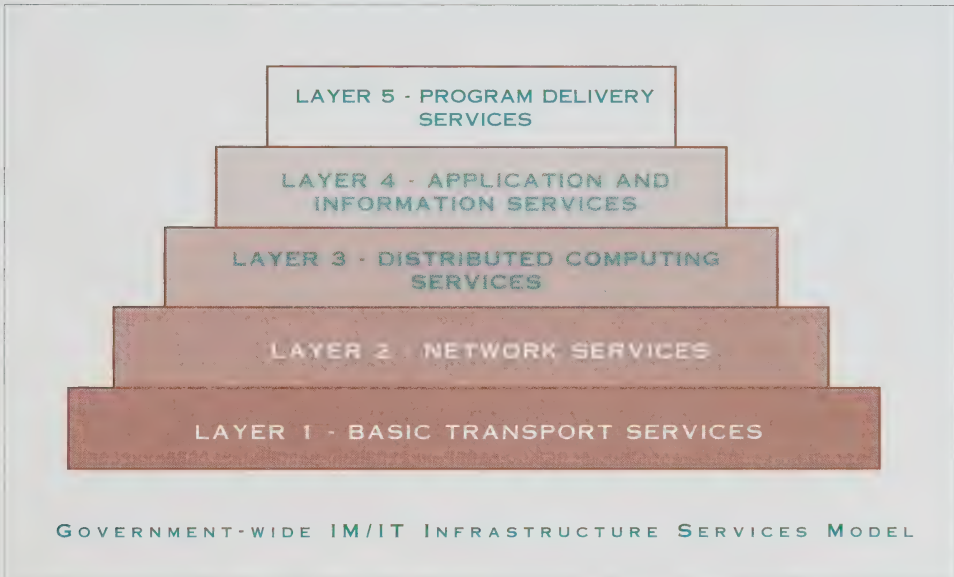 LAYER 5 - PROGRAM DELIVERY
SERVICES
LAYER 4 - APPLICATION AND
INFORMATION SERVICES
LAYER 3 - DISTRIBUTED COMPUTING
SERVICES
LAYER 2 - NETWORK SERVICES
LAYER 1 - BASIC TRANSPORT SERVICES
GOVERNMENT-WIDE IM/IT INFRASTRUCTURE SERVICES MODEL